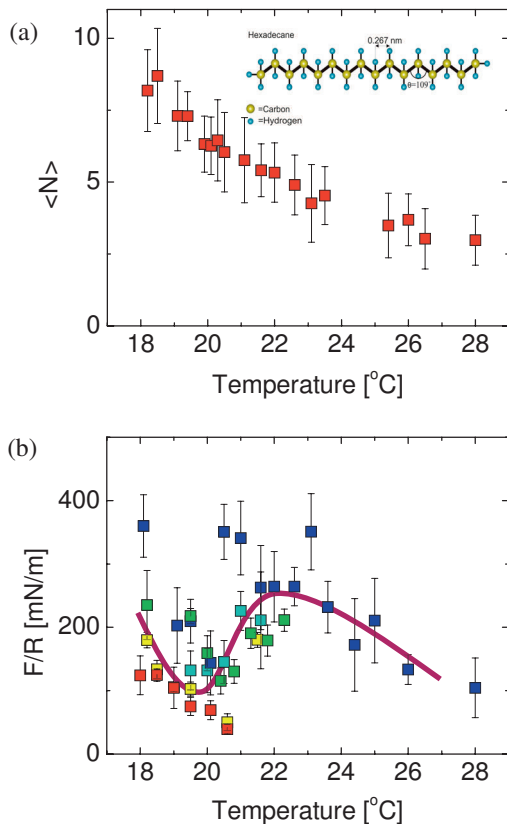 (a)
10
5
0
<N>
Hexadecane
0.267 nm
θ=109°
=Carbon
=Hydrogen
18 20 22 24 26 28
Temperature [°C]
(b)
400
200
0
F/R [mN/m]
18 20 22 24 26 28
Temperature [°C]